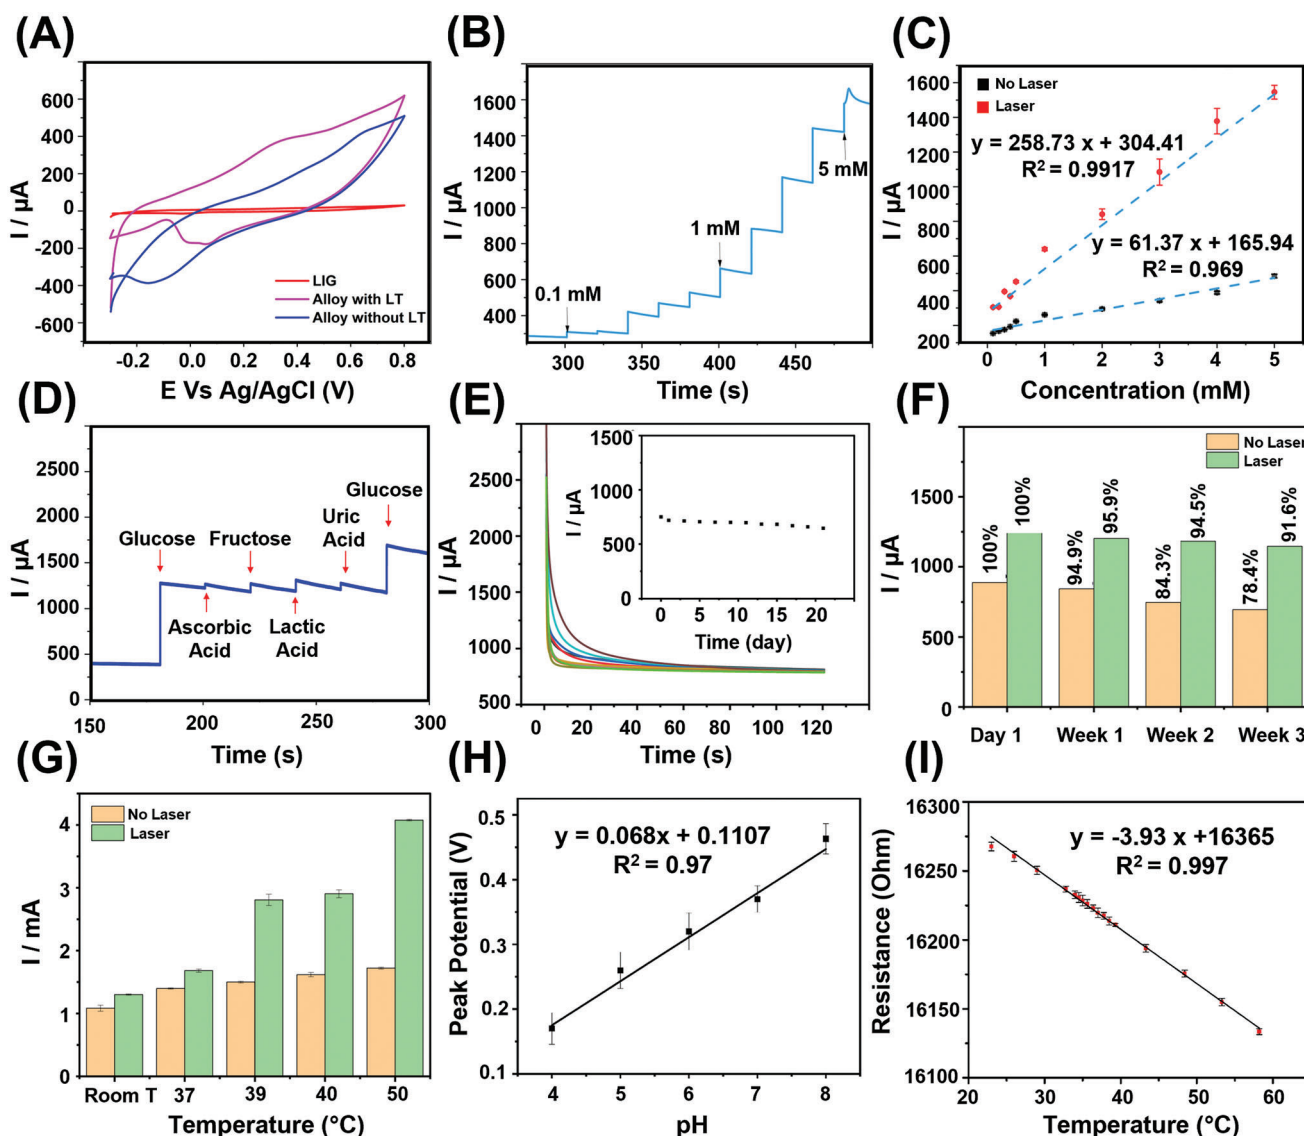 (A)
600
400
200
0
-200
-400
-600
I / µA
LIG
Alloy with LT
Alloy without LT
-0.2 0.0 0.2 0.4 0.6 0.8
E Vs Ag/AgCl (V)
(B)
1600
1400
1200
1000
800
600
400
I / µA
0.1 mM
1 mM
5 mM
300 350 400 450
Time (s)
(C)
1600
1400
1200
1000
800
600
400
200
I / µA
No Laser
Laser
y = 258.73 x + 304.41
R² = 0.9917
y = 61.37 x + 165.94
R² = 0.969
0 1 2 3 4 5
Concentration (mM)
(D)
2500
2000
1500
1000
500
0
I / µA
Glucose
Ascorbic
Acid
Fructose
Lactic
Acid
Uric
Acid
Glucose
150 200 250 300
Time (s)
(E)
3000
2500
2000
1500
1000
500
I / µA
1500
1000
500
0
I / µA
0 5 10 15 20
Time (day)
0 20 40 60 80 100 120
Time (s)
(F)
1500
1000
500
0
I / µA
No Laser
Laser
100%
100%
94.9%
95.9%
84.3%
94.5%
78.4%
91.6%
Day 1 Week 1 Week 2 Week 3
(G)
4
3
2
1
0
I / mA
No Laser
Laser
Room T 37 39 40 50
Temperature (°C)
(H)
0.5
0.4
0.3
0.2
0.1
Peak Potential (V)
y = 0.068x + 0.1107
R² = 0.97
4 5 6 7 8
pH
(I)
16300
16250
16200
16150
16100
Resistance (Ohm)
y = -3.93 x +16365
R² = 0.997
20 30 40 50 60
Temperature (°C)